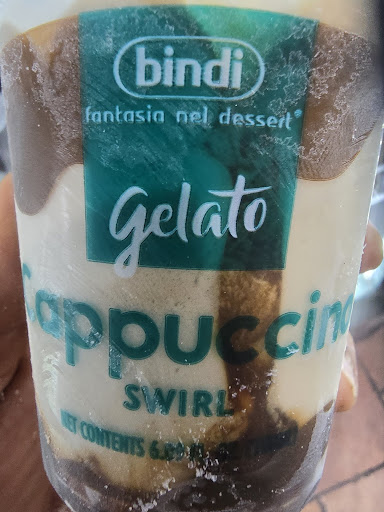 bindi
fantasia nel dessert®
gelato
Cappuccino
SWIRL
NET CONTENTS